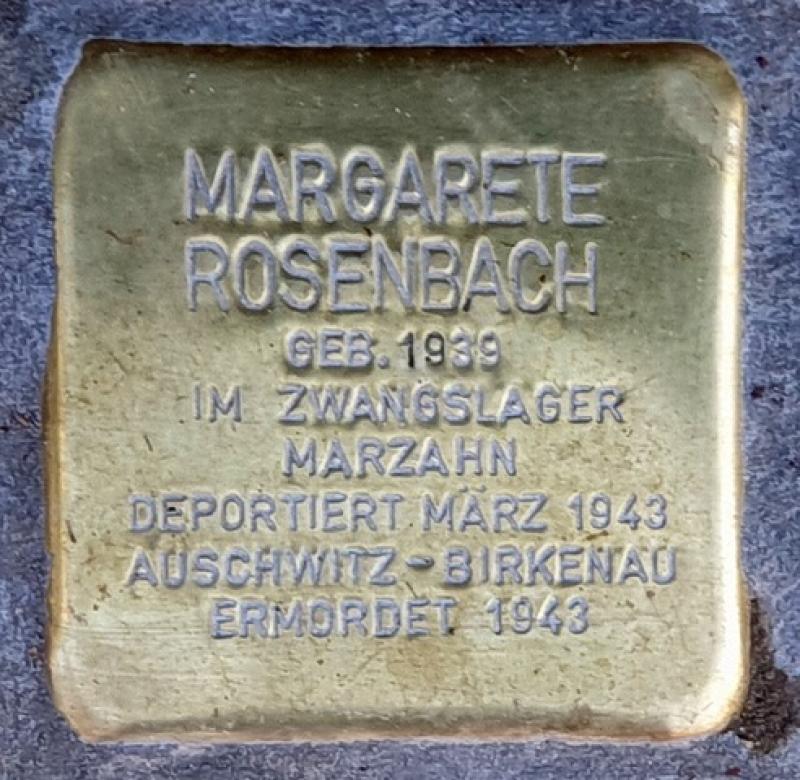 MARGARETE
ROSENBACH
GEB. 1939
IM ZWANGSLAGER
MARZAHN
DEPORTIERT MÄRZ 1943
AUSCHWITZ-BIRKENAU
ERMORDET 1943